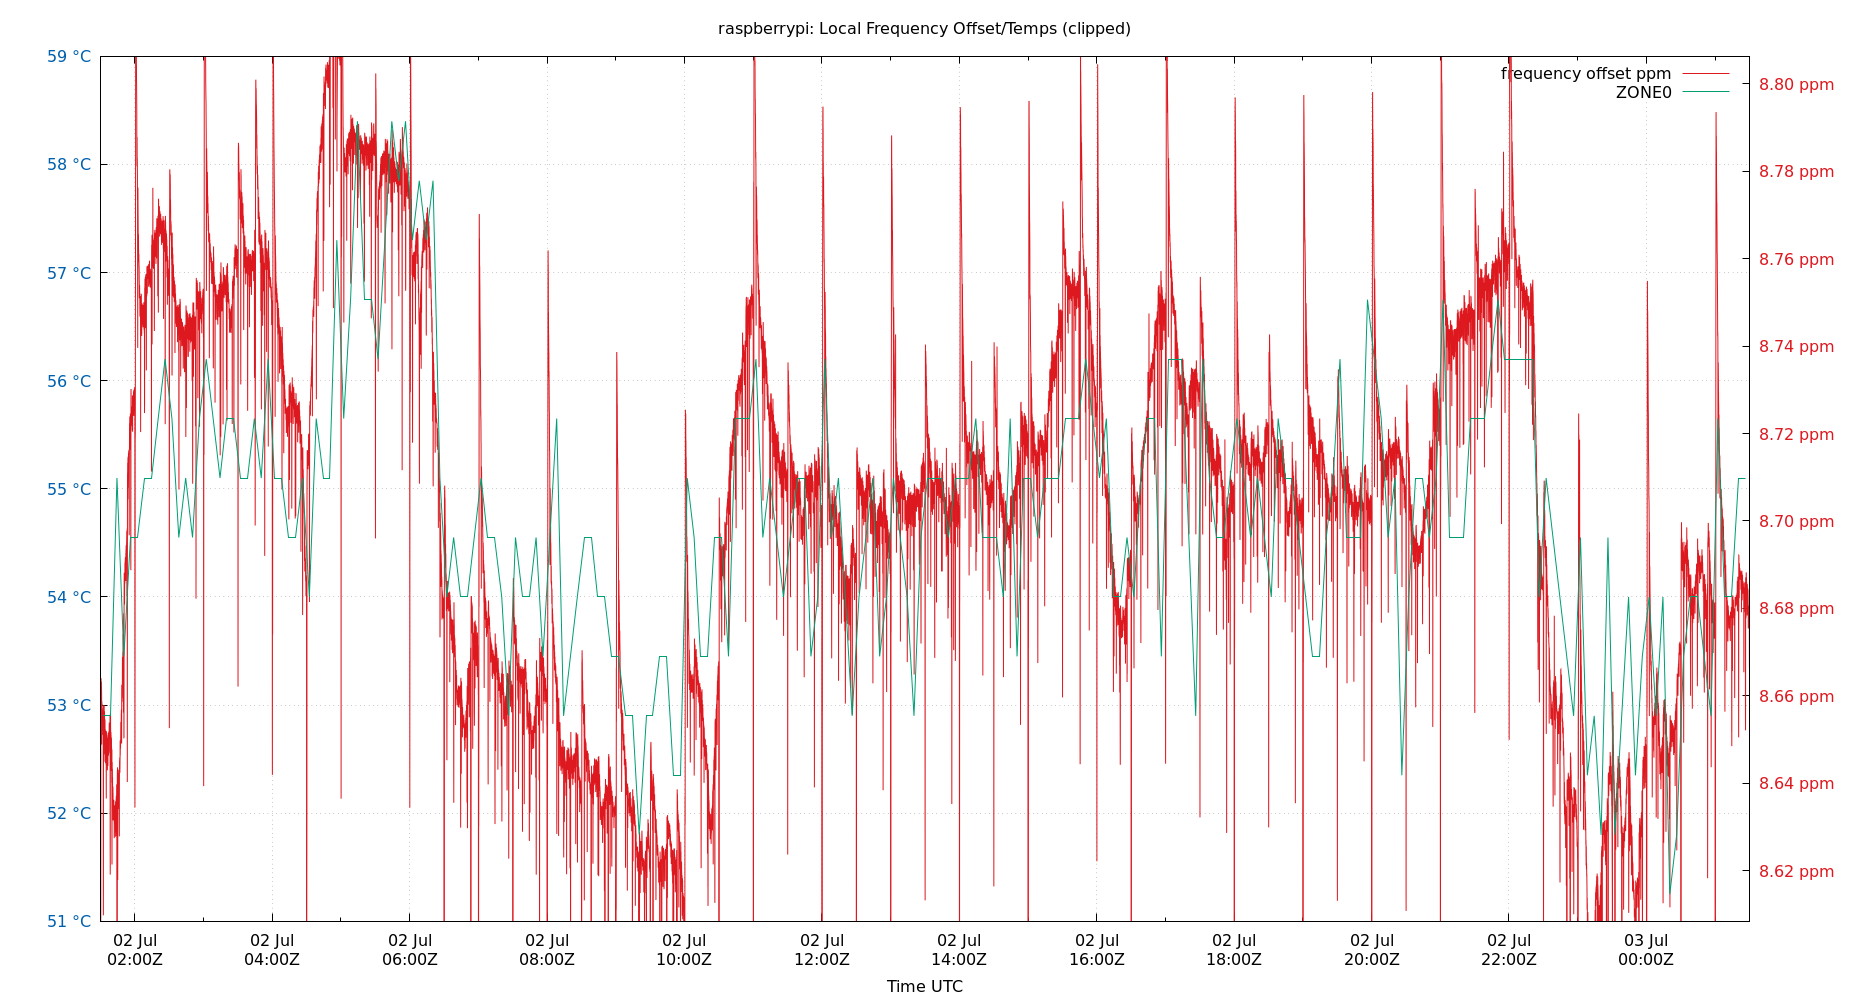 raspberrypi: Local Frequency Offset/Temps (clipped)
frequency offset ppm
ZONE0
59 °C
58 °C
57 °C
56 °C
55 °C
54 °C
53 °C
52 °C
51 °C
8.80 ppm
8.78 ppm
8.76 ppm
8.74 ppm
8.72 ppm
8.70 ppm
8.68 ppm
8.66 ppm
8.64 ppm
8.62 ppm
02 Jul 02 Jul 02 Jul 02 Jul 02 Jul 02 Jul 02 Jul 02 Jul 02 Jul 02 Jul 02 Jul 03 Jul
02:00Z 04:00Z 06:00Z 08:00Z 10:00Z 12:00Z 14:00Z 16:00Z 18:00Z 20:00Z 22:00Z 00:00Z
Time UTC